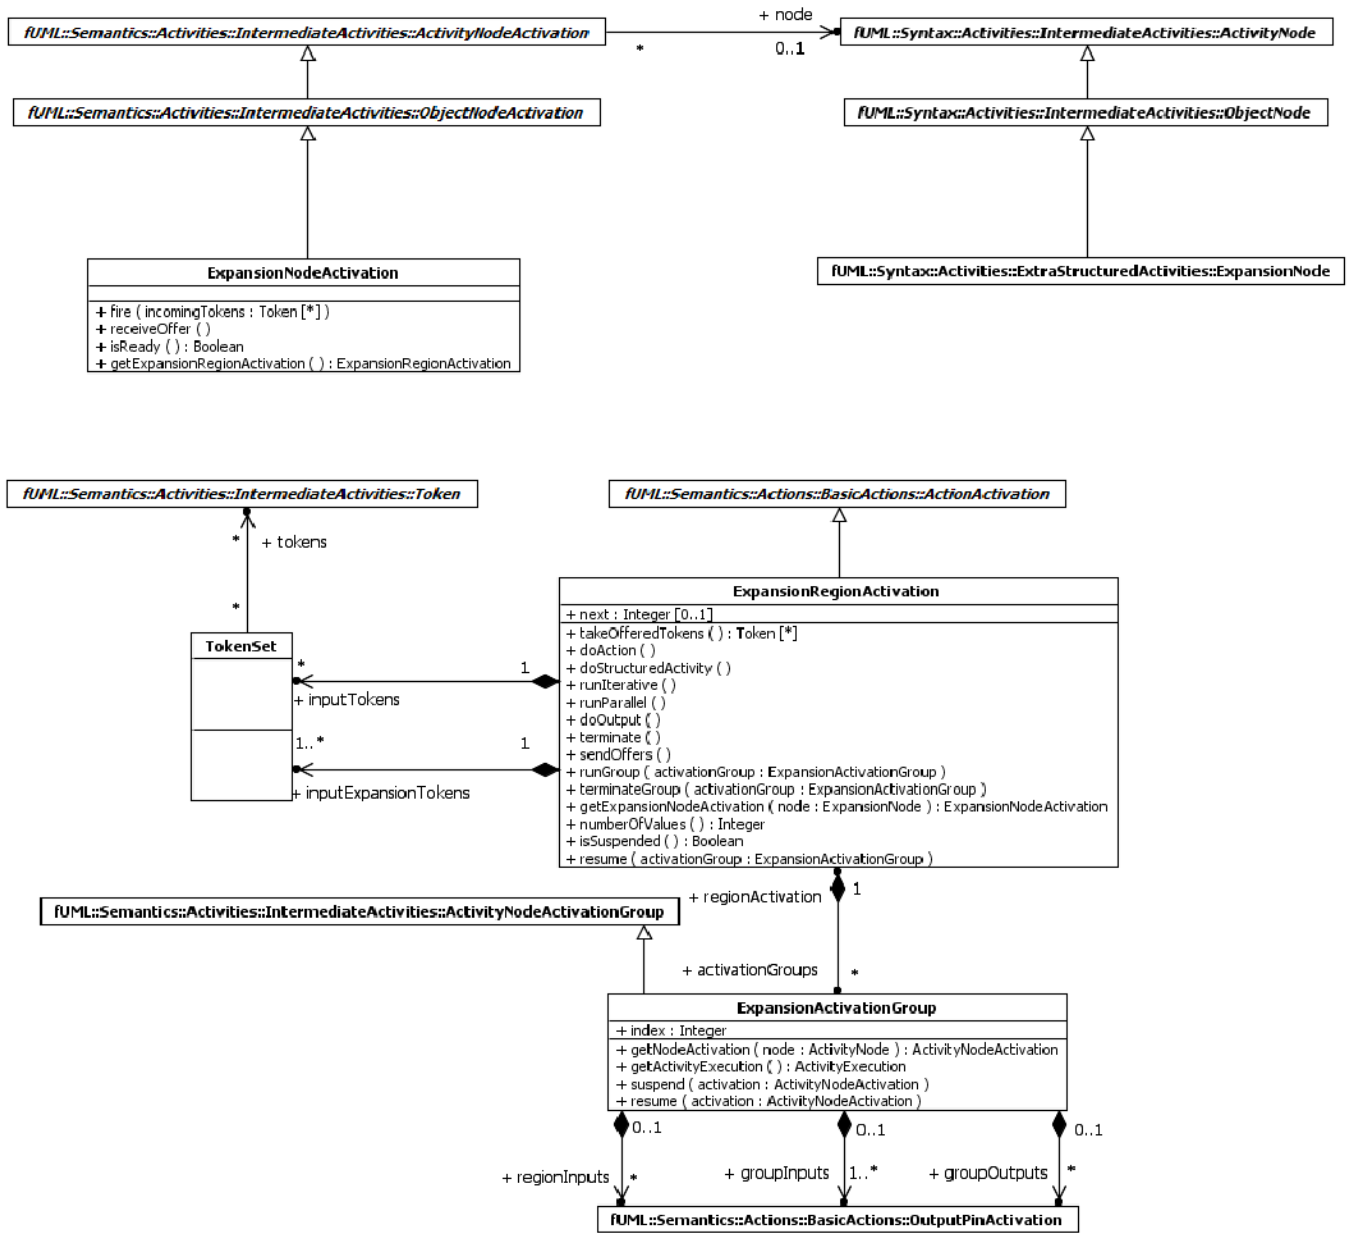 + node
fUML::Semantics::Activities::IntermediateActivities::ActivityNodeActivation
fUML::Syntax::Activities::IntermediateActivities::ActivityNode
*
0..1
fUML::Semantics::Activities::IntermediateActivities::ObjectNodeActivation
fUML::Syntax::Activities::IntermediateActivities::ObjectNode
ExpansionNodeActivation
fUML::Syntax::Activities::ExtraStructuredActivities::ExpansionNode
+ fire ( incomingTokens : Token [*] )
+ receiveOffer ( )
+ isReady ( ) : Boolean
+ getExpansionRegionActivation ( ) : ExpansionRegionActivation
fUML::Semantics::Activities::IntermediateActivities::Token
fUML::Semantics::Actions::BasicActions::ActionActivation
*
+ tokens
*
ExpansionRegionActivation
+ next : Integer [0..1]
+ takeOfferedTokens ( ) : Token [*]
+ doAction ( )
+ doStructuredActivity ( )
+ runIterative ( )
+ runParallel ( )
+ doOutput ( )
+ terminate ( )
+ sendOffers ( )
+ runGroup ( activationGroup : ExpansionActivationGroup )
+ terminateGroup ( activationGroup : ExpansionActivationGroup )
+ getExpansionNodeActivation ( node : ExpansionNode ) : ExpansionNodeActivation
+ numberOfValues ( ) : Integer
+ isSuspended ( ) : Boolean
+ resume ( activationGroup : ExpansionActivationGroup )
TokenSet
*
1
+ inputTokens
1..*
1
+ inputExpansionTokens
+ regionActivation
1
fUML::Semantics::Activities::IntermediateActivities::ActivityNodeActivationGroup
+ activationGroups
*
ExpansionActivationGroup
+ index : Integer
+ getNodeActivation ( node : ActivityNode ) : ActivityNodeActivation
+ getActivityExecution ( ) : ActivityExecution
+ suspend ( activation : ActivityNodeActivation )
+ resume ( activation : ActivityNodeActivation )
0..1
0..1
0..1
+ regionInputs
*
+ groupInputs
1..*
+ groupOutputs
*
fUML::Semantics::Actions::BasicActions::OutputPinActivation